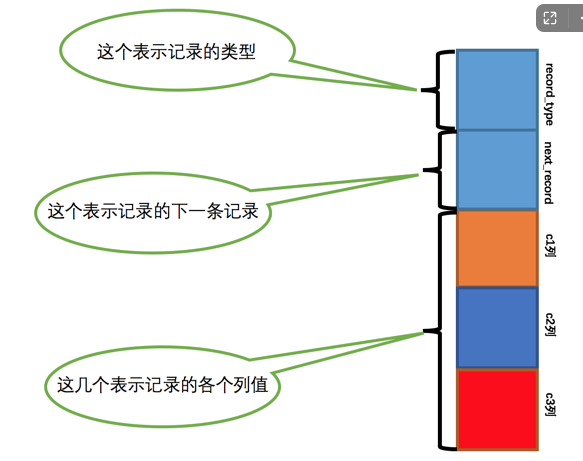 这个表示记录的类型
record_type
next_record
这个表示记录的下一条记录
c1列
c2列
这几个表示记录的各个列值
c3列